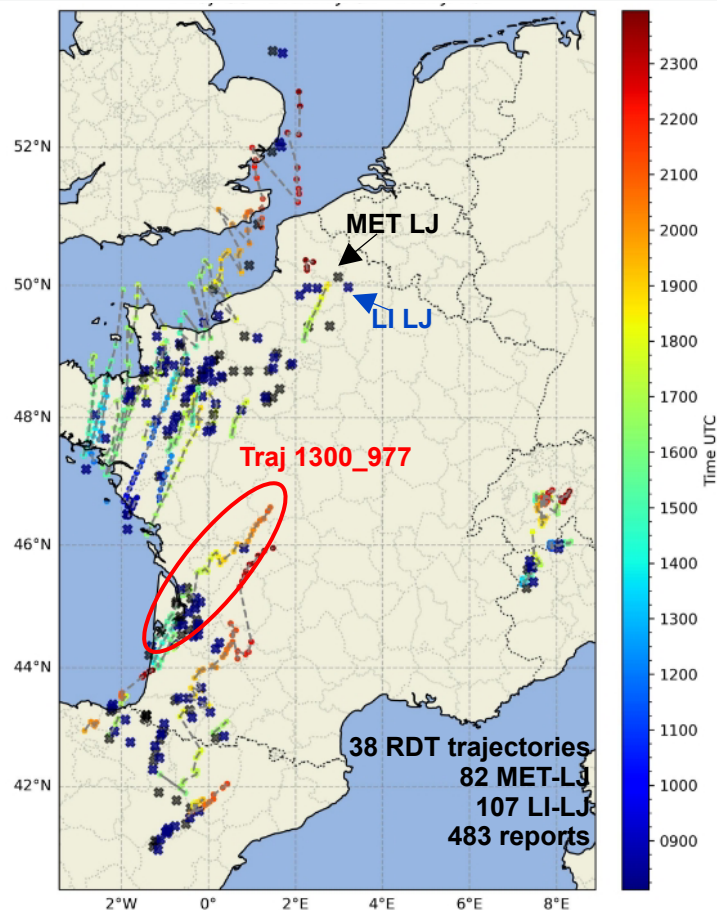 52°N
50°N
48°N
46°N
44°N
42°N
2°W
0°
2°E
4°E
6°E
8°E
MET LJ
LI LJ
Traj 1300_977
38 RDT trajectories
82 MET-LJ
107 LI-LJ
483 reports
2300
2200
2100
2000
1900
1800
1700
1600
1500
1400
1300
1200
1100
1000
0900
Time UTC